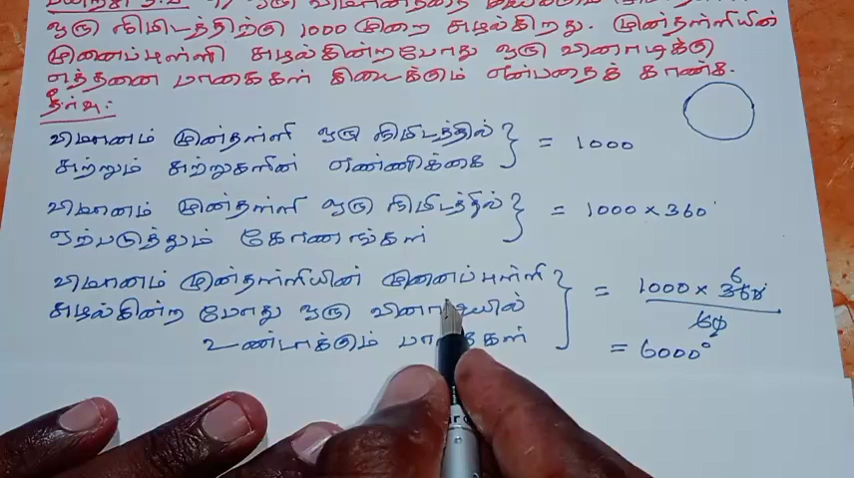 ஒரு நிமிடத்திற்கு 1000 முறை சுழல்கிறது. முன்தள்ளியின்
முனைப்புள்ளி சுழல்கின்றபோது ஒரு வினாடிக்கு
எத்தனை பாகைகள் கிடைக்கும் என்பதைக் காண்க.
தீர்வு:
விமானம் முன்தள்ளி ஒரு நிமிடத்தில்
சுற்றும் சுற்றுகளின் எண்ணிக்கை } = 1000
விமானம் முன்தள்ளி ஒரு நிமிடத்தில்
ஏற்படுத்தும் கோணங்கள் } = 1000 × 360°
விமானம் முன்தள்ளியின் முனைப்புள்ளி
சுழல்கின்ற போது ஒரு வினாடியில்
உண்டாக்கும் } = 1000 × 360° 6
60
= 6000°